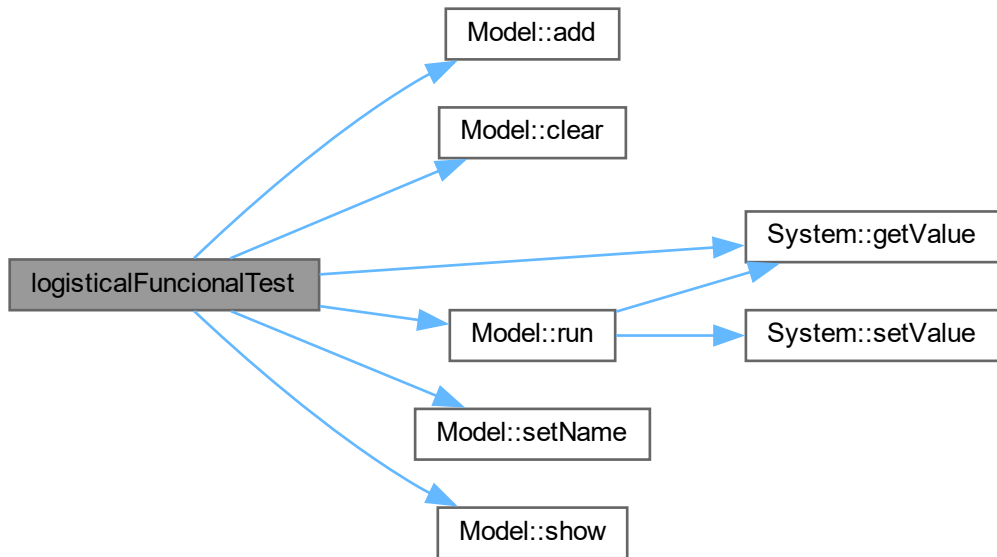 Model::add
Model::clear
System::getValue
logisticalFuncionalTest
Model::run
System::setValue
Model::setName
Model::show